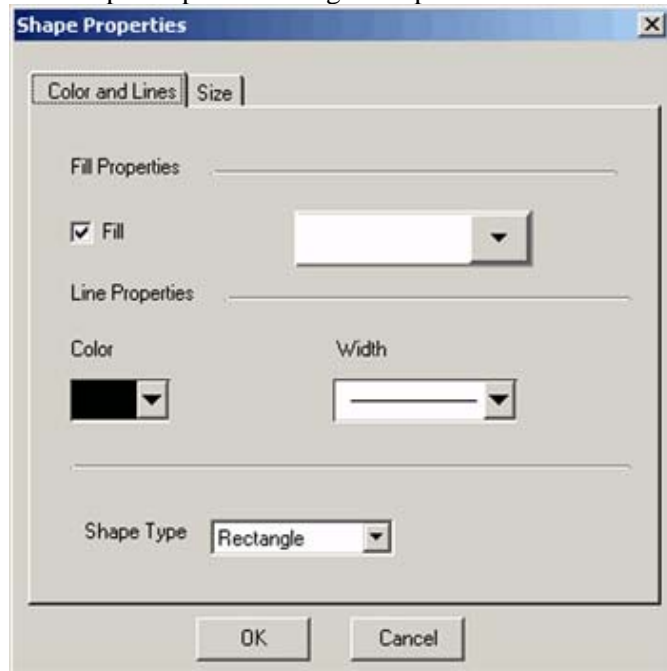 Shape Properties
Color and Lines Size
Fill Properties
Fill
Line Properties
Color Width
Shape Type Rectangle
OK Cancel